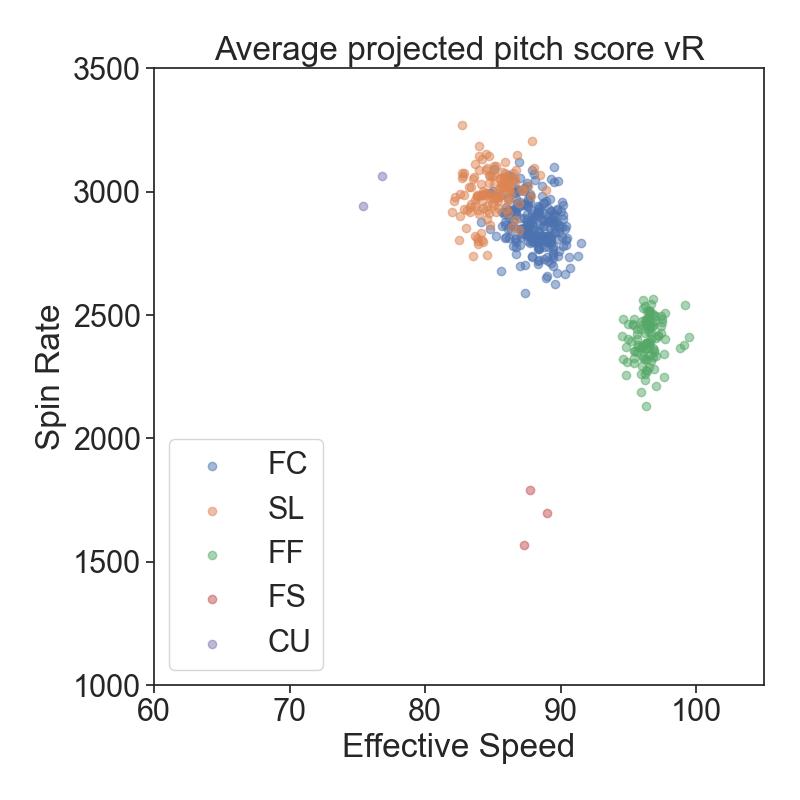 Average projected pitch score vR
3500
3000
2500
2000
1500
1000
Spin Rate
FC
SL
FF
FS
CU
60 70 80 90 100
Effective Speed